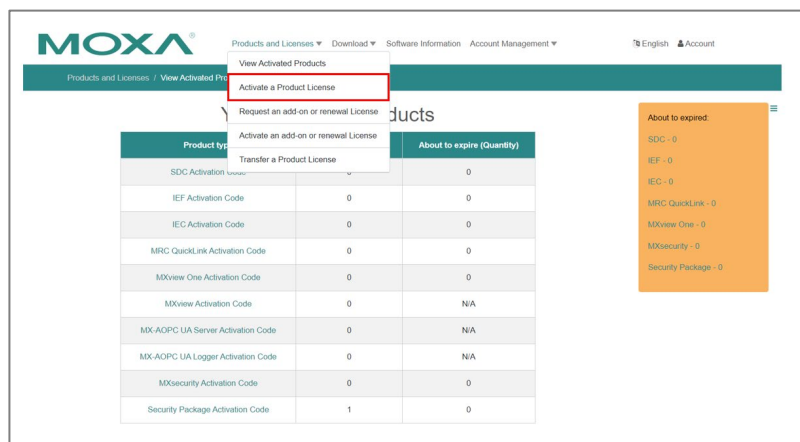 MOXA
Products and Licenses ▼ Download ▼ Software Information Account Management ▼ English Account
View Activated Products
Products and Licenses / View Activated Pro
Activate a Product License
Request an add-on or renewal License
Activate an add-on or renewal License
Transfer a Product License
Y ducts
Product typ About to expire (Quantity)
SDC Activation Code 0 0
IEF Activation Code 0 0
IEC Activation Code 0 0
MRC QuickLink Activation Code 0 0
MXview One Activation Code 0 0
MXview Activation Code 0 N/A
MX-AOPC UA Server Activation Code 0 N/A
MX-AOPC UA Logger Activation Code 0 N/A
MXsecurity Activation Code 0 0
Security Package Activation Code 1 0
About to expired:
SDC - 0
IEF - 0
IEC - 0
MRC QuickLink - 0
MXview One - 0
MXsecurity - 0
Security Package - 0